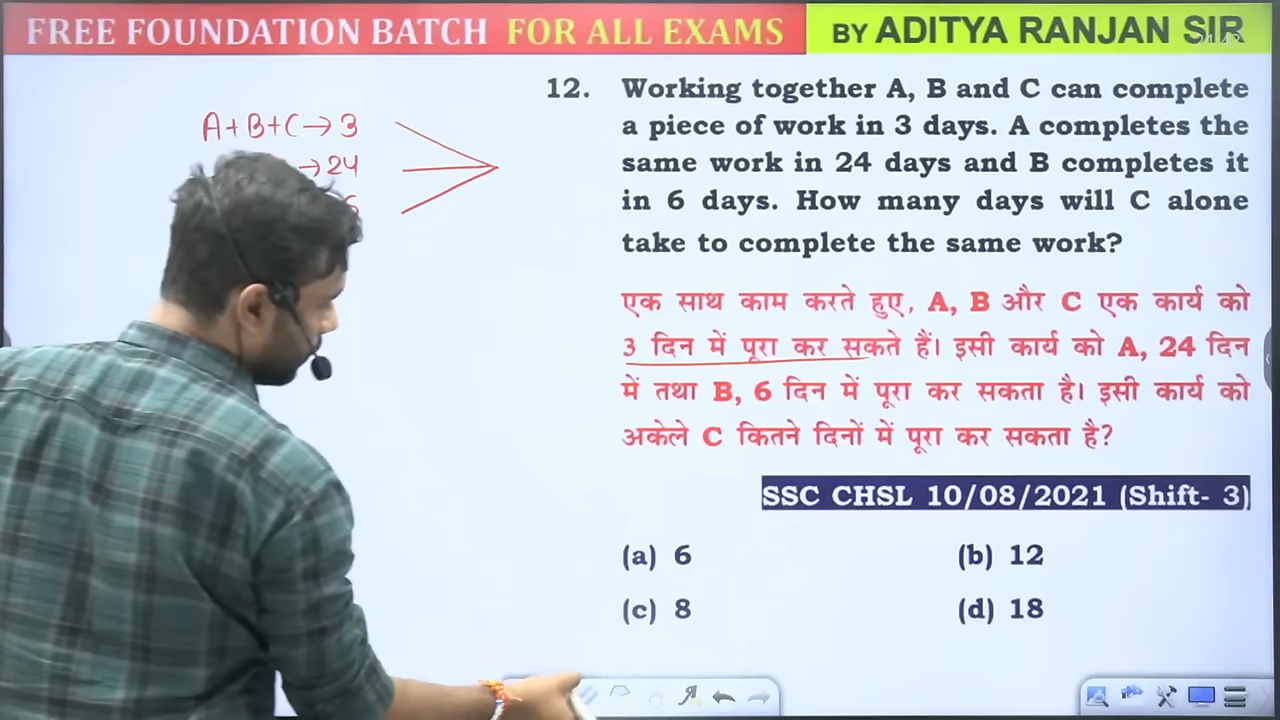 FREE FOUNDATION BATCH FOR ALL EXAMS
BY ADITYA RANJAN SIR
A+B+C→3
→24
6
12. Working together A, B and C can complete
a piece of work in 3 days. A completes the
same work in 24 days and B completes it
in 6 days. How many days will C alone
take to complete the same work?
एक साथ काम करते हुए, A, B और C एक कार्य को
3 दिन में पूरा कर सकते हैं। इसी कार्य को A, 24 दिन
में तथा B, 6 दिन में पूरा कर सकता है। इसी कार्य को
अकेले C कितने दिनों में पूरा कर सकता है?
SSC CHSL 10/08/2021 (Shift- 3)
(a) 6 (b) 12
(c) 8 (d) 18